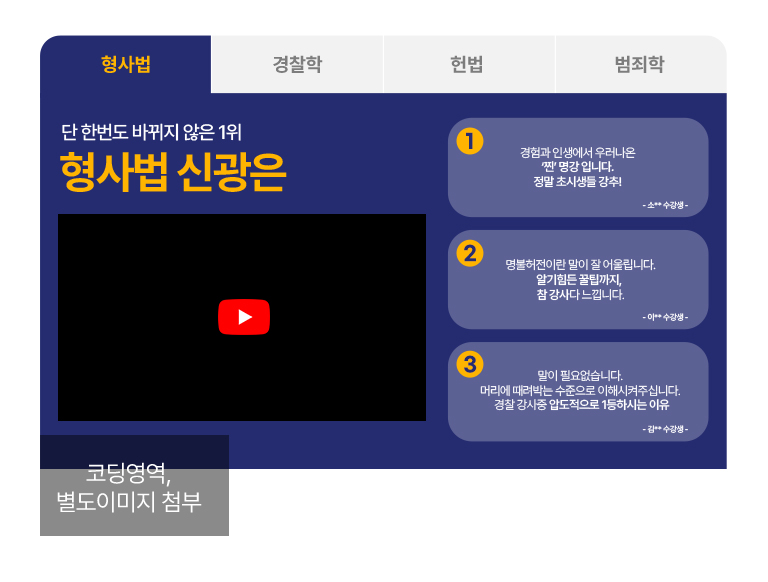 형사법
경찰학
헌법
범죄학
단 한번도 바뀌지 않은 1위
형사법 신광은
1
경험과 인생에서 우러나온
‘찐’ 명강 입니다.
정말 초시생들 강추!
- 소** 수강생 -
2
명불허전이란 말이 잘 어울립니다.
알기힘든 꿀팁까지,
참 강사다 느낍니다.
- 이** 수강생 -
3
말이 필요없습니다.
머리에 때려박는 수준으로 이해시켜주십니다.
경찰 강사중 압도적으로 1등하시는 이유
- 김** 수강생 -
코딩영역,
별도이미지 첨부